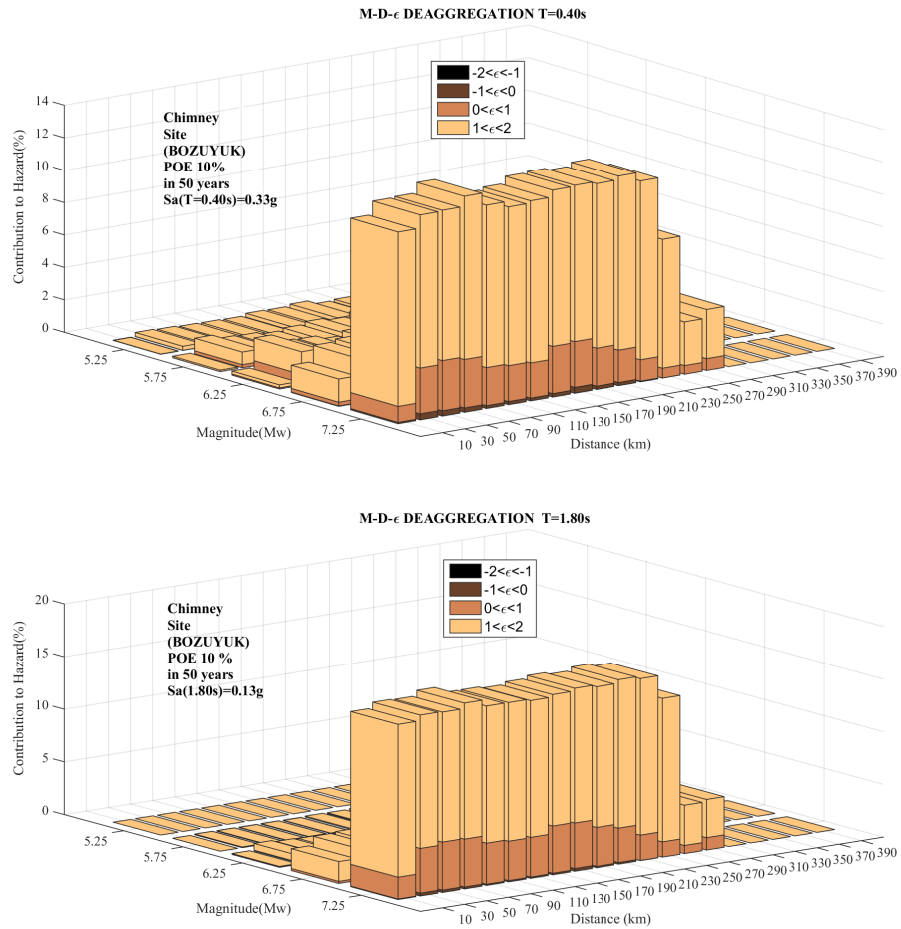 M-D-ϵ DEAGGREGATION T=0.40s
-2<ϵ<-1
-1<ϵ<0
0<ϵ<1
1<ϵ<2
Chimney
Site
(BOZUYUK)
POE 10%
in 50 years
Sa(T=0.40s)=0.33g
Contribution to Hazard(%)
14
12
10
8
6
4
2
0
5.25
5.75
6.25
6.75
7.25
Magnitude(Mw)
10
30
50
70
90
110
130
150
170
190
210
230
250
270
290
310
330
350
370
390
Distance (km)
M-D-ϵ DEAGGREGATION T=1.80s
-2<ϵ<-1
-1<ϵ<0
0<ϵ<1
1<ϵ<2
Chimney
Site
(BOZUYUK)
POE 10 %
in 50 years
Sa(1.80s)=0.13g
Contribution to Hazard(%)
20
15
10
5
0
5.25
5.75
6.25
6.75
7.25
Magnitude(Mw)
10
30
50
70
90
110
130
150
170
190
210
230
250
270
290
310
330
350
370
390
Distance (km)